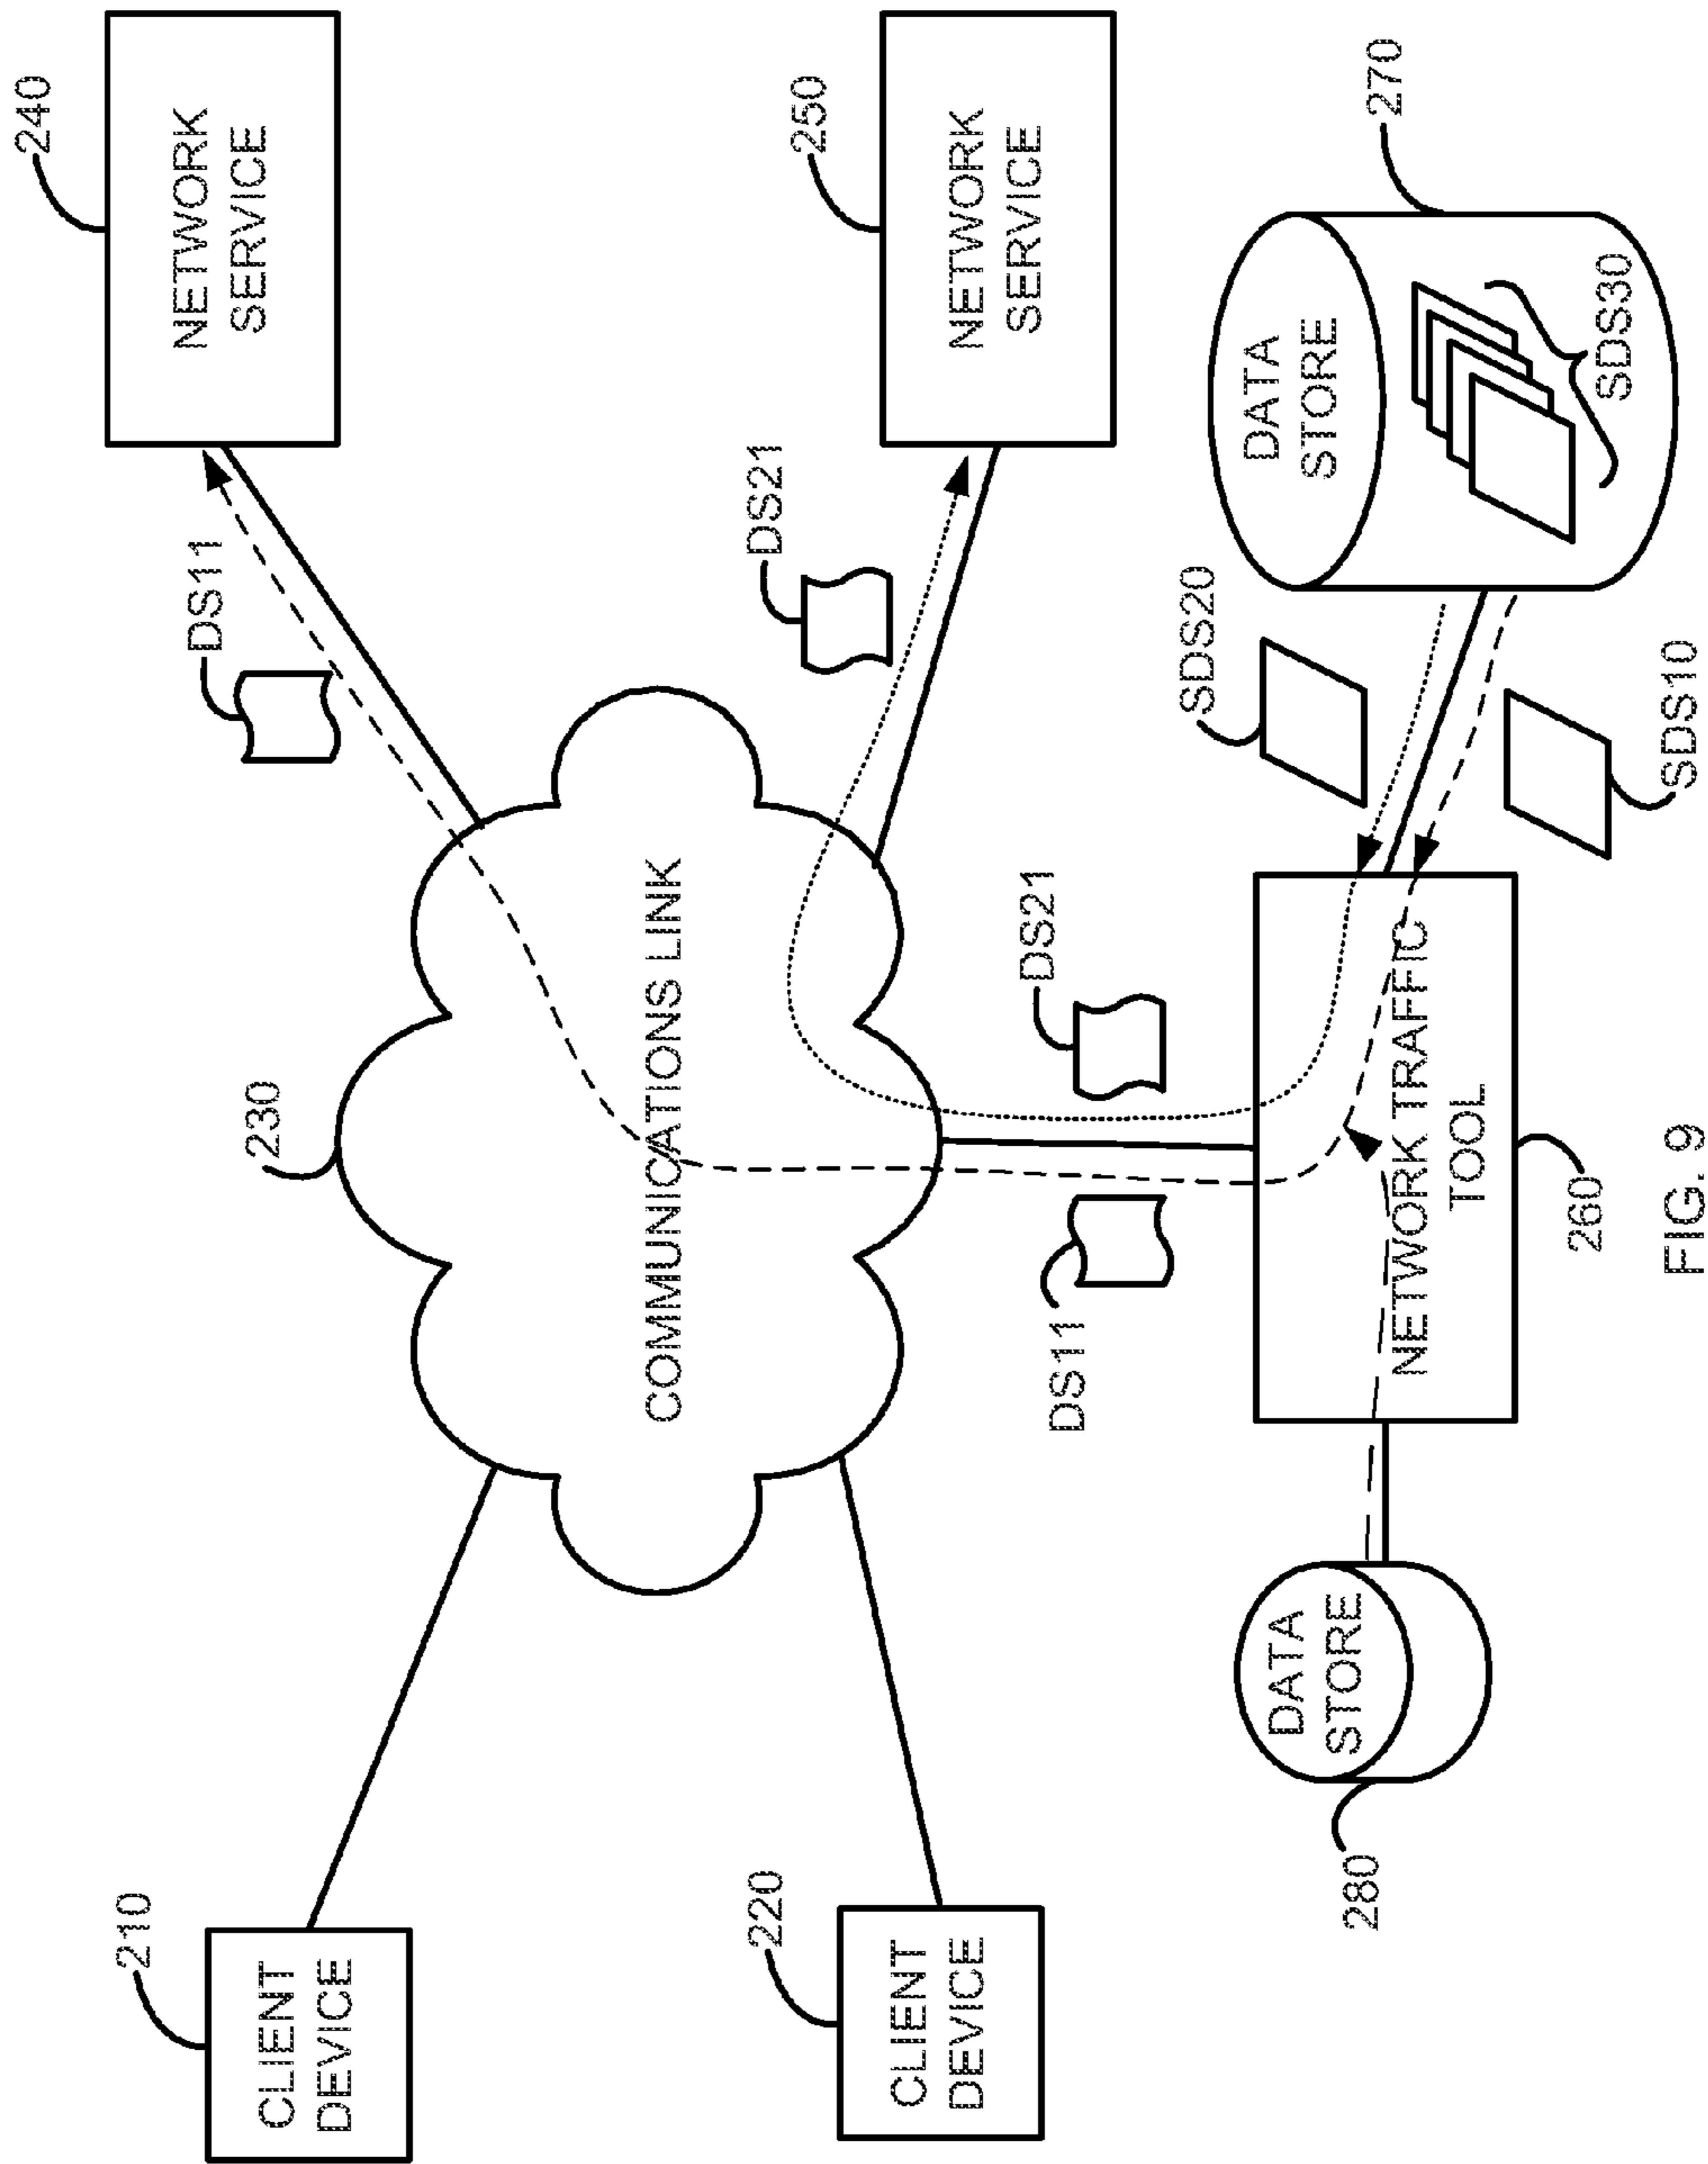 210
CLIENT
DEVICE
220
CLIENT
DEVICE
230
COMMUNICATIONS LINK
DS11
240
NETWORK
SERVICE
DS21
250
NETWORK
SERVICE
DS11
DS21
280
DATA
STORE
NETWORK TRAFFIC
TOOL
260
SDS20
SDS10
DATA
STORE
SDS30
270
FIG. 9